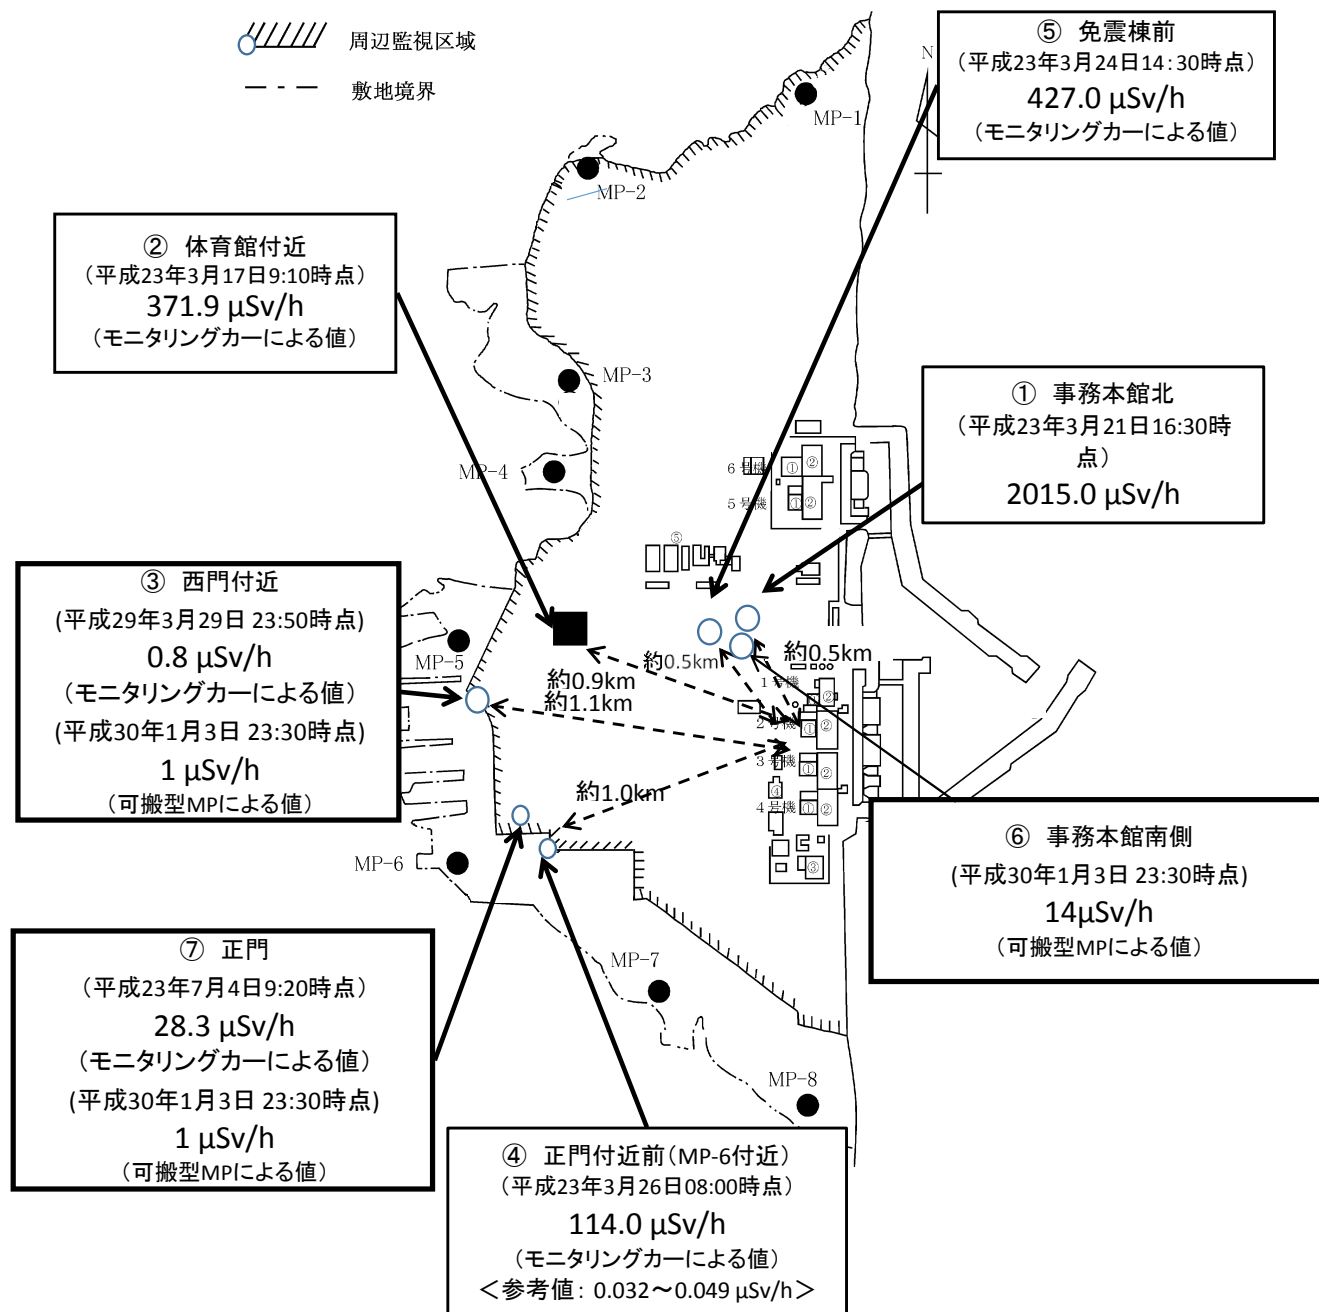 周辺監視区域
敷地境界
⑤ 免震棟前
（平成23年3月24日14:30時点）
427.0 μSv/h
（モニタリングカーによる値）
N
MP-1
MP-2
② 体育館付近
（平成23年3月17日9:10時点）
371.9 μSv/h
（モニタリングカーによる値）
MP-3
① 事務本館北
（平成23年3月21日16:30時
点）
2015.0 μSv/h
MP-4
6号機
①
②
5号機
①
②
⑤
③ 西門付近
(平成29年3月29日 23:50時点)
0.8 μSv/h
（モニタリングカーによる値）
(平成30年1月3日 23:30時点)
1 μSv/h
（可搬型MPによる値）
MP-5
約0.5km
約0.5km
約0.9km
約1.1km
1号機
②
2号機
①
②
3号機
①
②
約1.0km
④
4号機
①
②
③
MP-6
⑥ 事務本館南側
(平成30年1月3日 23:30時点)
14μSv/h
（可搬型MPによる値）
⑦ 正門
（平成23年7月4日9:20時点）
28.3 μSv/h
（モニタリングカーによる値）
(平成30年1月3日 23:30時点)
1 μSv/h
（可搬型MPによる値）
MP-7
MP-8
④ 正門付近前（MP-6付近）
（平成23年3月26日08:00時点）
114.0 μSv/h
（モニタリングカーによる値）
＜参考値： 0.032～0.049 μSv/h＞